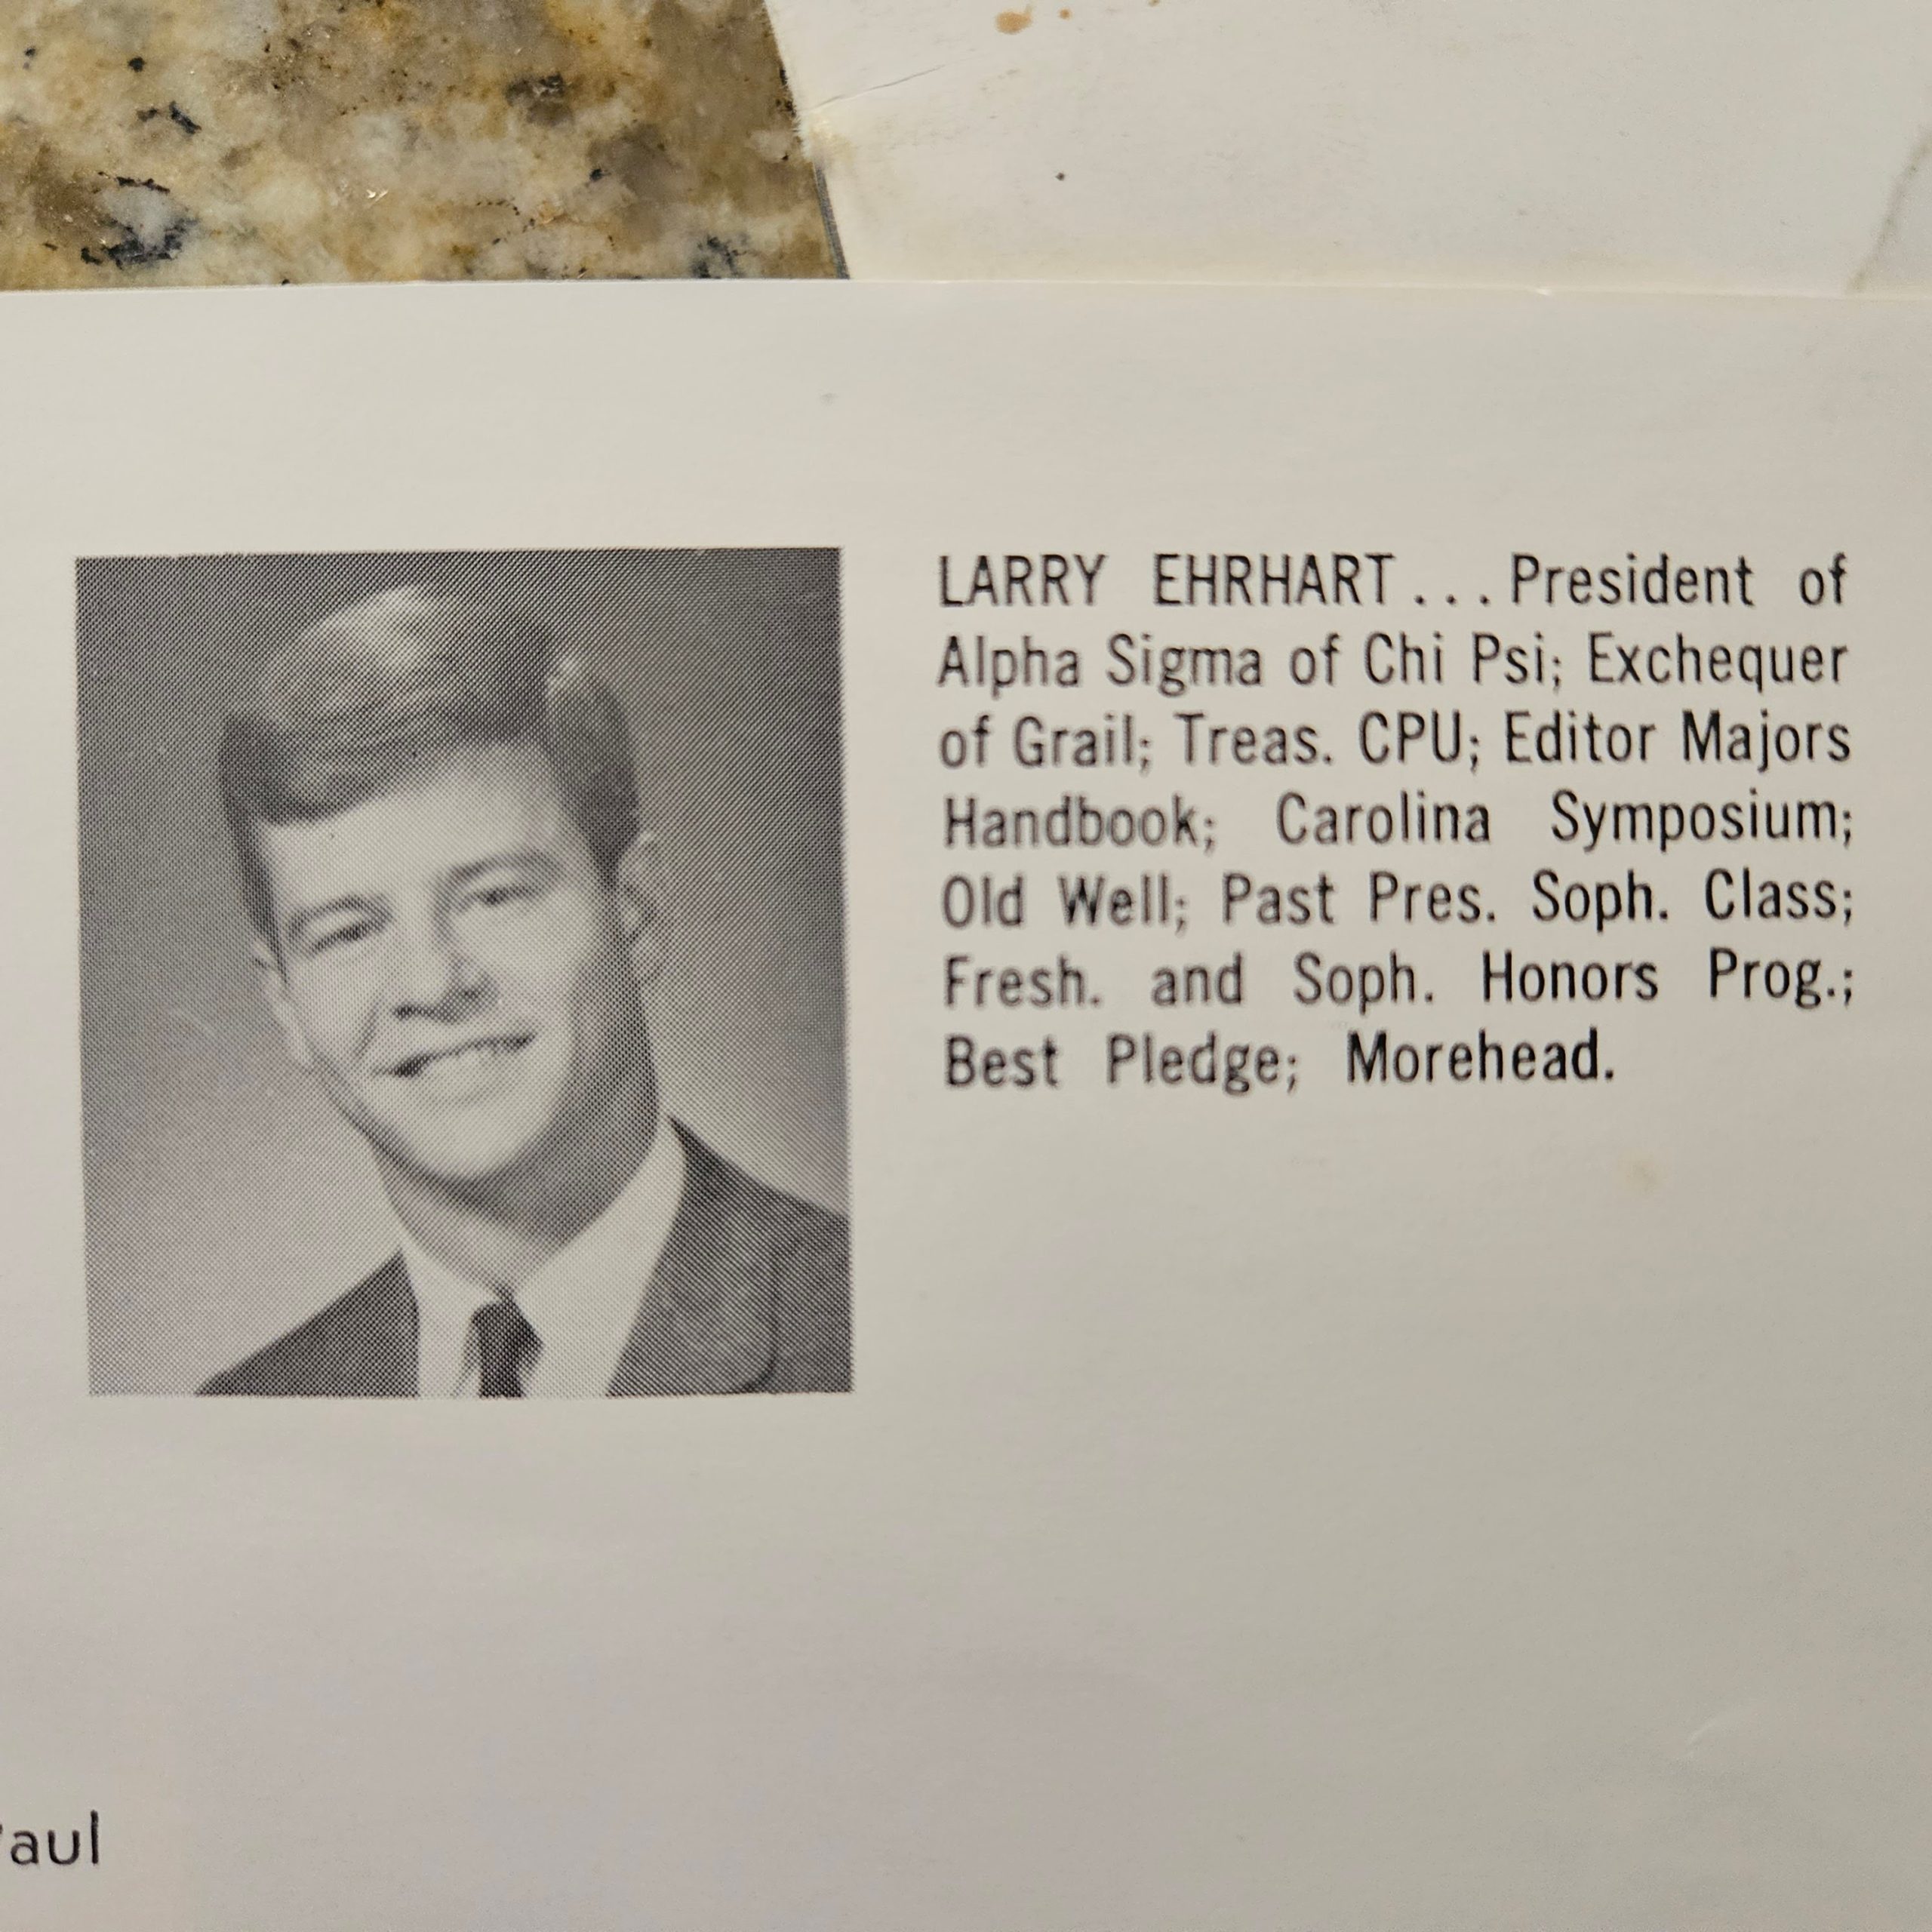 LARRY EHRHART...President of
Alpha Sigma of Chi Psi; Exchequer
of Grail; Treas. CPU; Editor Majors
Handbook; Carolina Symposium;
Old Well; Past Pres. Soph. Class;
Fresh. and Soph. Honors Prog.;
Best Pledge; Morehead.
aul